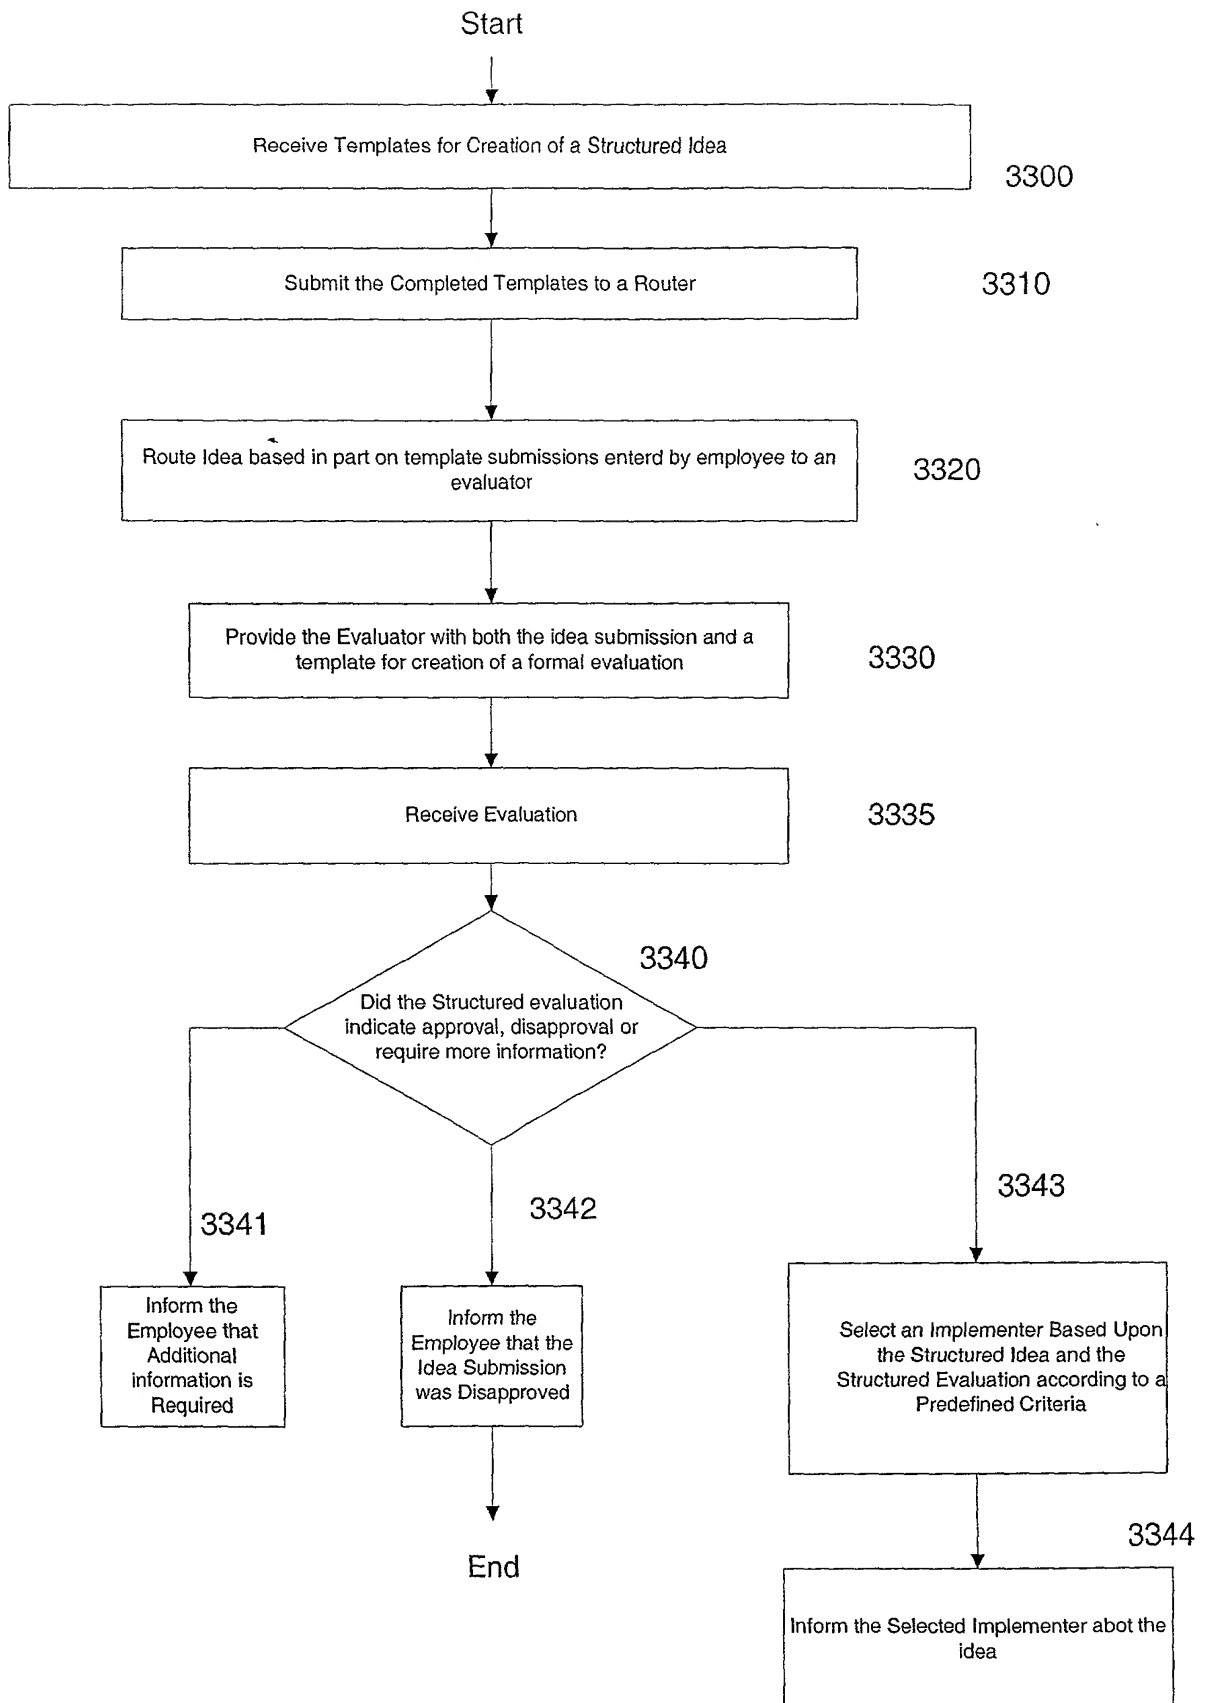 Start
Receive Templates for Creation of a Structured Idea
3300
Submit the Completed Templates to a Router
3310
Route Idea based in part on template submissions enterd by employee to an
evaluator
3320
Provide the Evaluator with both the idea submission and a
template for creation of a formal evaluation
3330
Receive Evaluation
3335
3340
Did the Structured evaluation
indicate approval, disapproval or
require more information?
3341
3342
3343
Inform the
Employee that
Additional
information is
Required
Inform the
Employee that the
Idea Submission
was Disapproved
Select an Implementer Based Upon
the Structured Idea and the
Structured Evaluation according to a
Predefined Criteria
End
3344
Inform the Selected Implementer abot the
idea